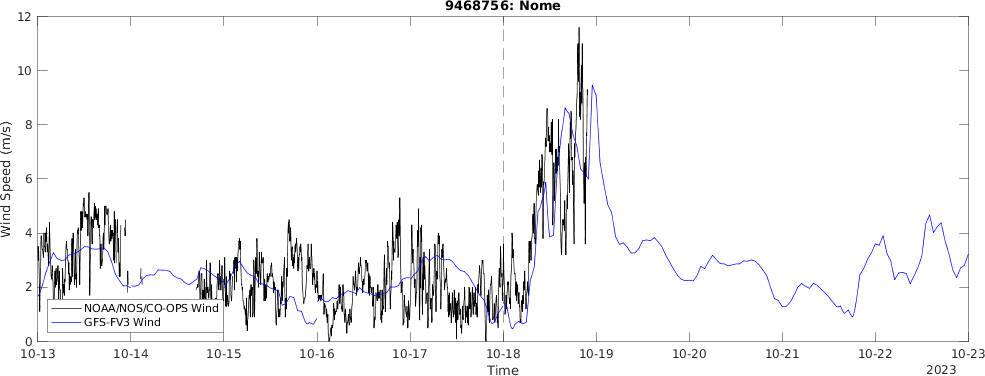 9468756: Nome
Wind Speed (m/s)
12
10
8
6
4
2
0
NOAA/NOS/CO-OPS Wind
GFS-FV3 Wind
10-13 10-14 10-15 10-16 10-17 10-18 10-19 10-20 10-21 10-22 10-23
Time
2023